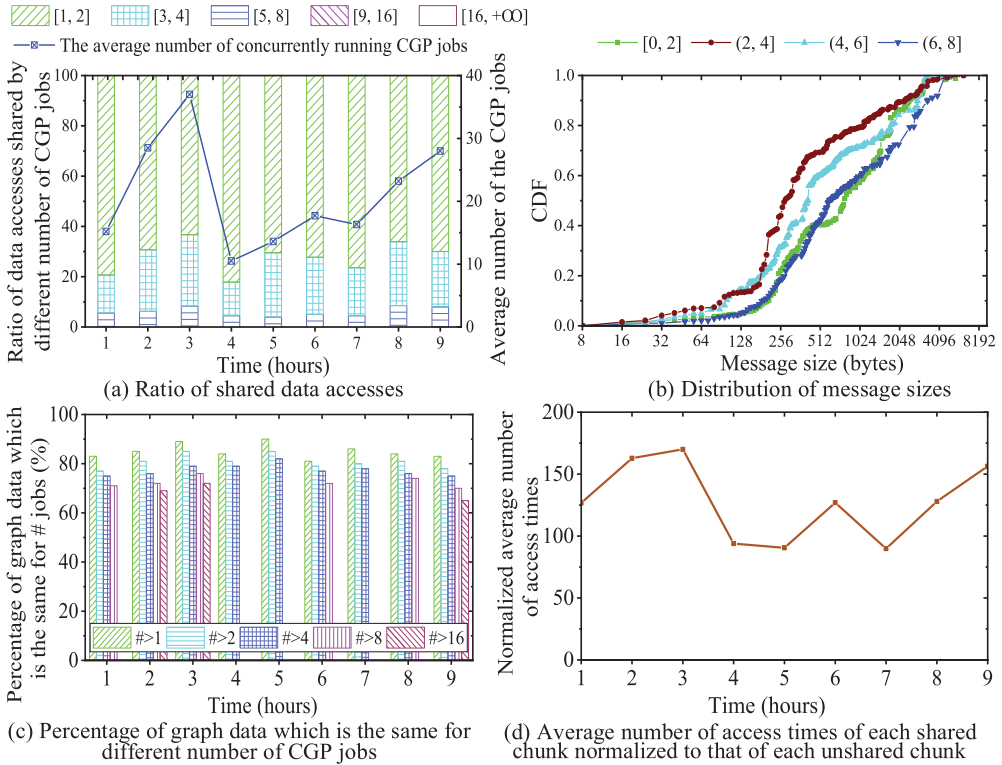 [1, 2] [3, 4] [5, 8] [9, 16] [16, +∞]
The average number of concurrently running CGP jobs
Ratio of data accesses shared by
different number of CGP jobs
100
80
60
40
20
0
40
30
20
10
0
Average number of the CGP jobs
1 2 3 4 5 6 7 8 9
Time (hours)
(a) Ratio of shared data accesses
[0, 2] (2, 4] (4, 6] (6, 8]
CDF
1.0
0.8
0.6
0.4
0.2
0.0
8 16 32 64 128 256 512 1024 2048 4096 8192
Message size (bytes)
(b) Distribution of message sizes
Percentage of graph data which
is the same for # jobs (%)
100
80
60
40
20
0
#>1 #>2 #>4 #>8 #>16
1 2 3 4 5 6 7 8 9
Time (hours)
(c) Percentage of graph data which is the same for
different number of CGP jobs
Normalized average number
of access times
200
150
100
50
0
1 2 3 4 5 6 7 8 9
Time (hours)
(d) Average number of access times of each shared
chunk normalized to that of each unshared chunk